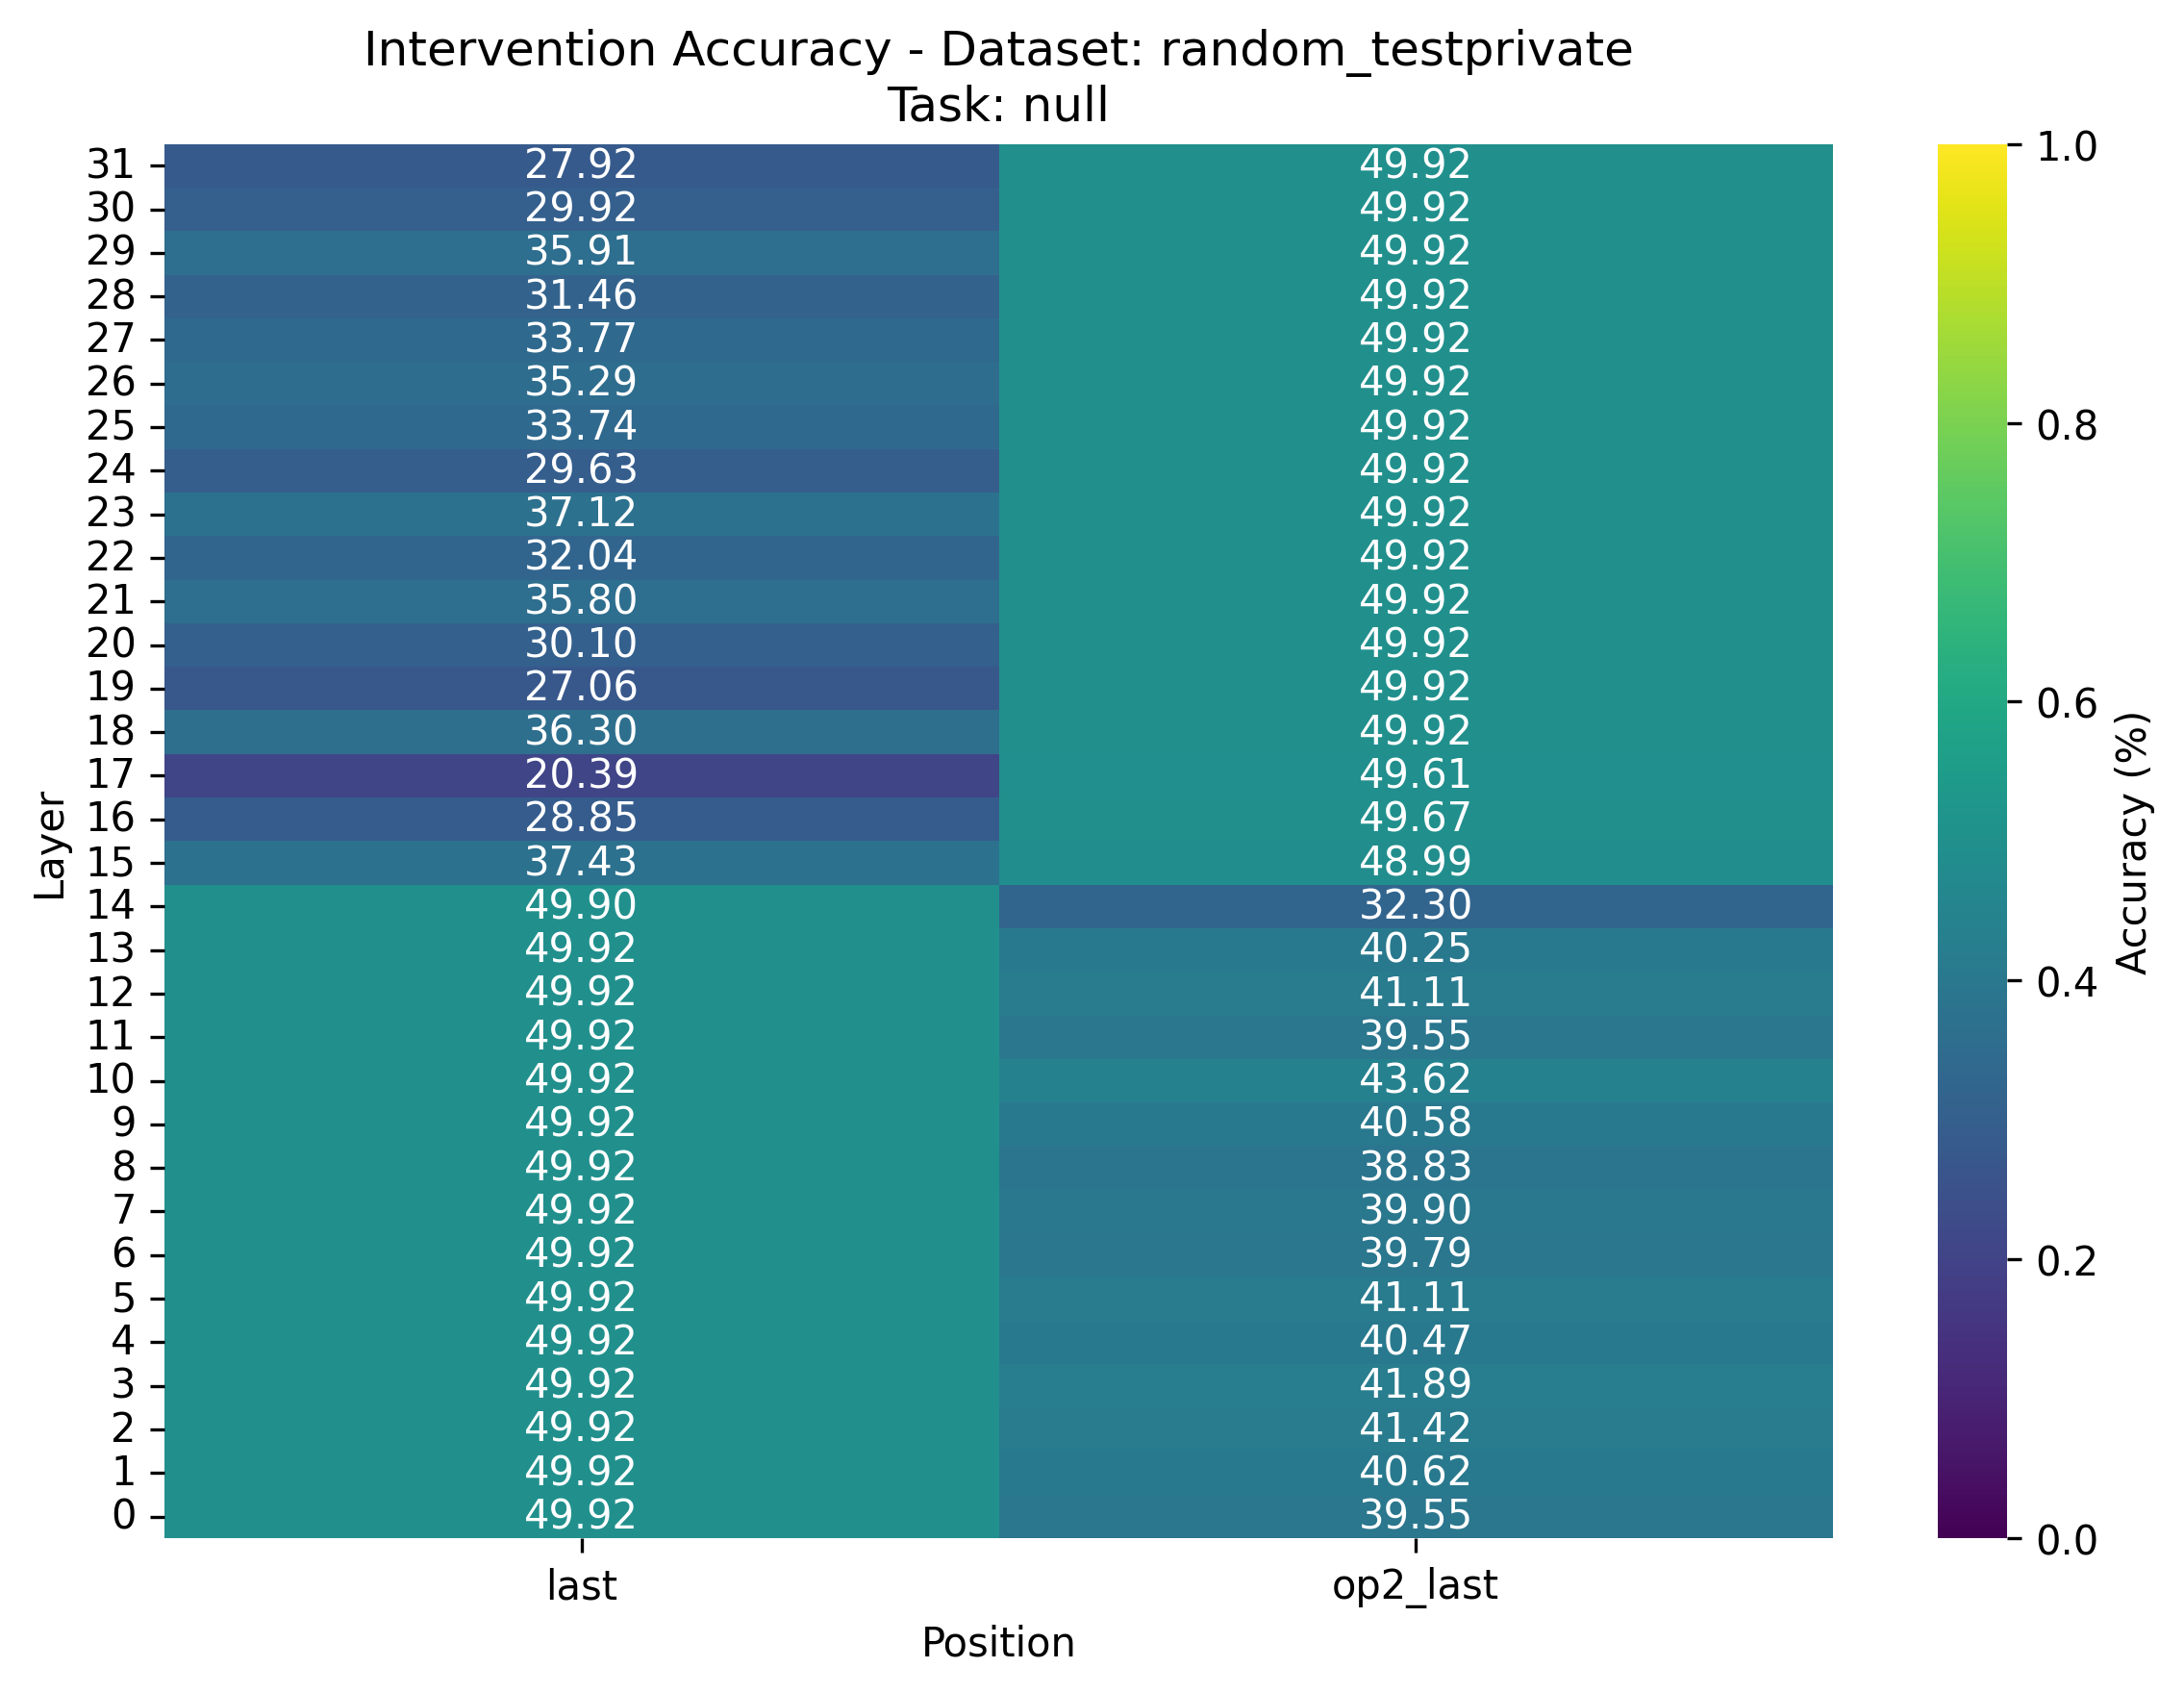 Intervention Accuracy - Dataset: random_testprivate
Task: null
31 27.92 49.92
30 29.92 49.92
29 35.91 49.92
28 31.46 49.92
27 33.77 49.92
26 35.29 49.92
25 33.74 49.92
24 29.63 49.92
23 37.12 49.92
22 32.04 49.92
21 35.80 49.92
20 30.10 49.92
19 27.06 49.92
18 36.30 49.92
17 20.39 49.61
16 28.85 49.67
15 37.43 48.99
14 49.90 32.30
13 49.92 40.25
12 49.92 41.11
11 49.92 39.55
10 49.92 43.62
9 49.92 40.58
8 49.92 38.83
7 49.92 39.90
6 49.92 39.79
5 49.92 41.11
4 49.92 40.47
3 49.92 41.89
2 49.92 41.42
1 49.92 40.62
0 49.92 39.55
last op2_last
Position
Layer
1.0
0.8
0.6
0.4
0.2
0.0
Accuracy (%)